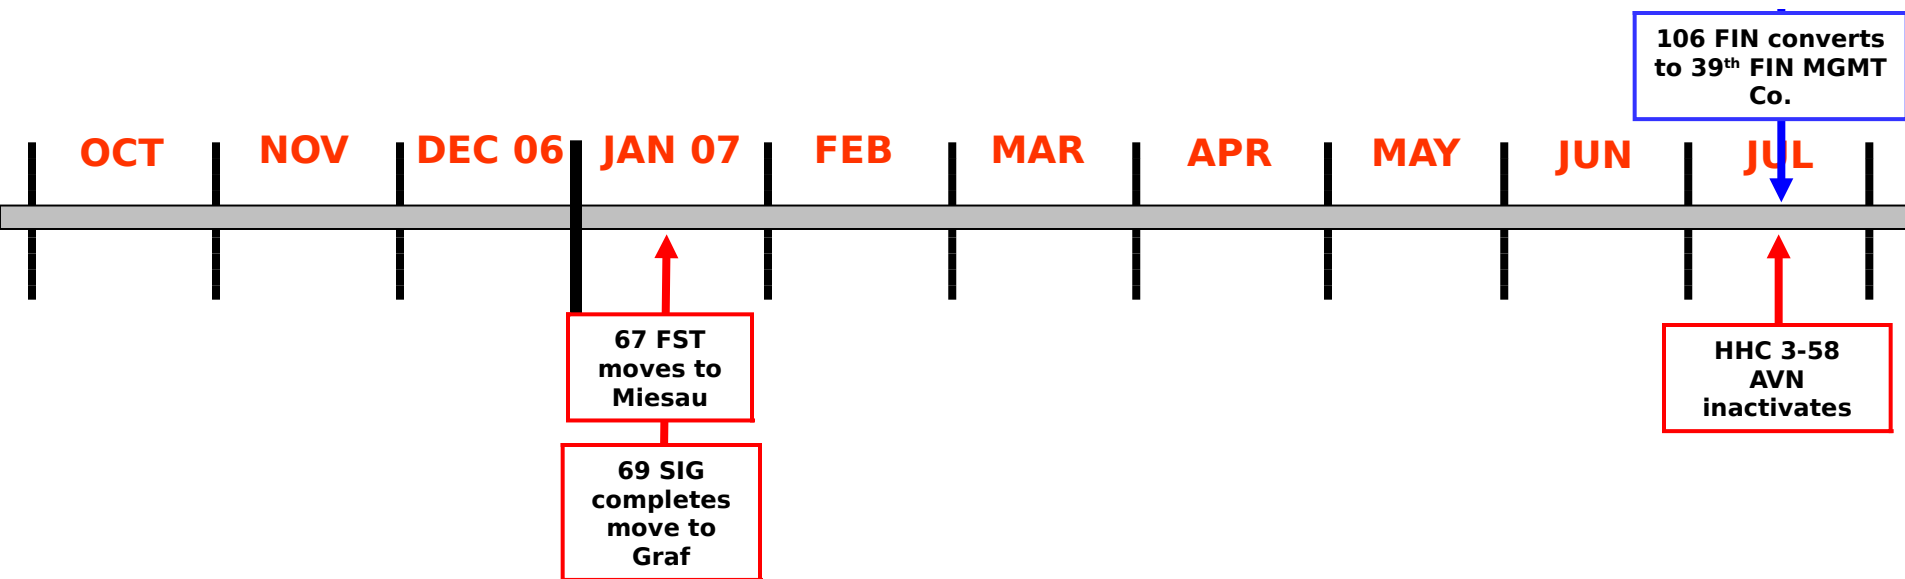 106 FIN converts
to 39th FIN MGMT
Co.
OCT NOV DEC 06 JAN 07 FEB MAR APR MAY JUN JUL
67 FST
moves to
Miesau
HHC 3-58
AVN
inactivates
69 SIG
completes
move to
Graf